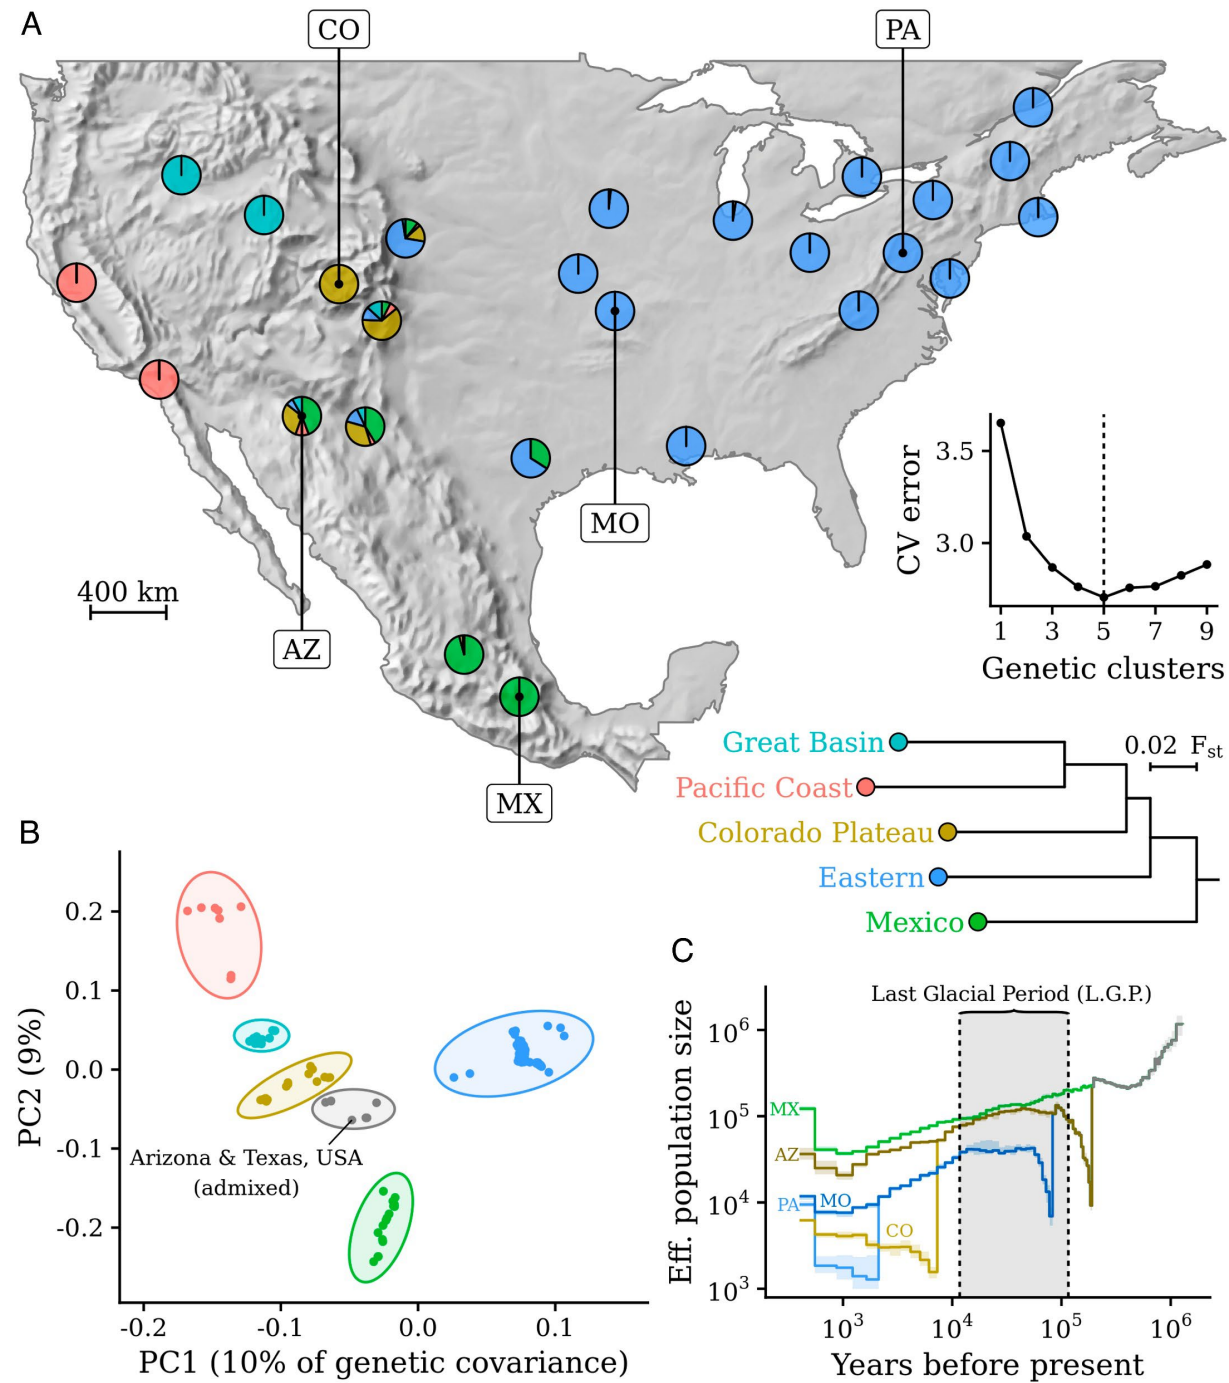 A
CO
PA
MO
AZ
MX
400 km
CV error
3.5
3.0
1 3 5 7 9
Genetic clusters
Great Basin
Pacific Coast
Colorado Plateau
Eastern
Mexico
0.02 Fst
B
PC2 (9%)
0.2
0.1
0.0
-0.1
-0.2
Arizona & Texas, USA
(admixed)
-0.2 -0.1 0.0 0.1
PC1 (10% of genetic covariance)
C
Last Glacial Period (L.G.P.)
Eff. population size
10⁶
10⁵
10⁴
10³
MX
AZ
PA
MO
CO
10³ 10⁴ 10⁵ 10⁶
Years before present